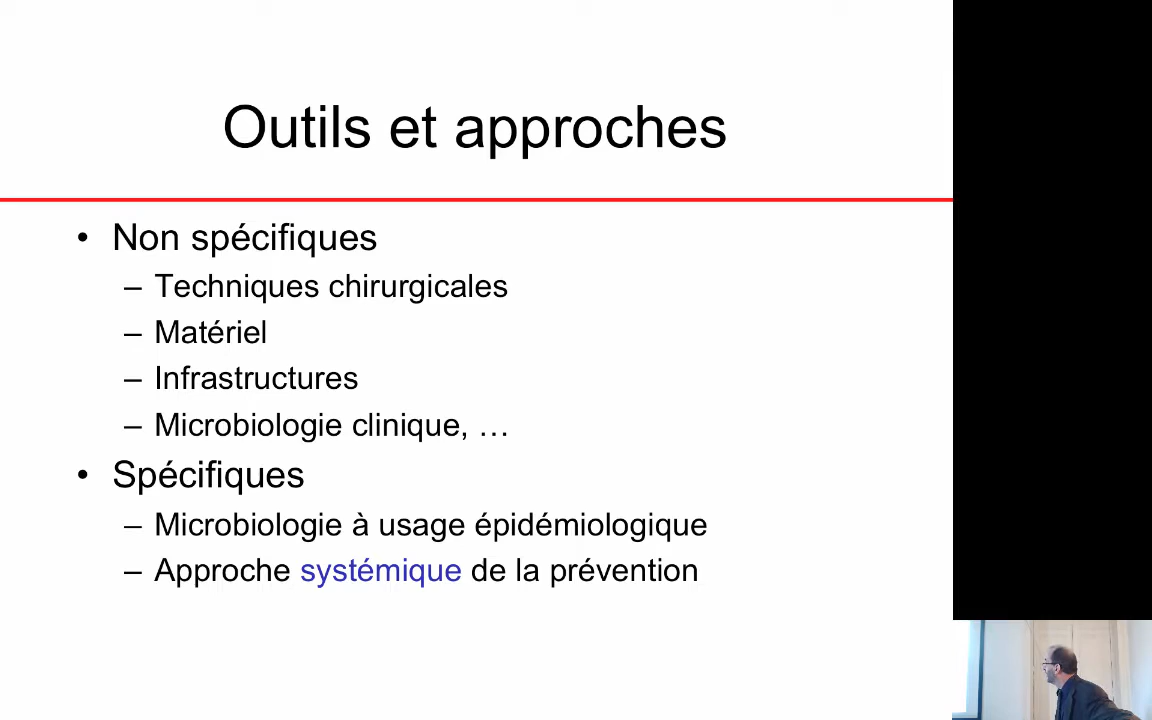 Outils et approches
• Non spécifiques
– Techniques chirurgicales
– Matériel
– Infrastructures
– Microbiologie clinique, …
• Spécifiques
– Microbiologie à usage épidémiologique
– Approche systémique de la prévention